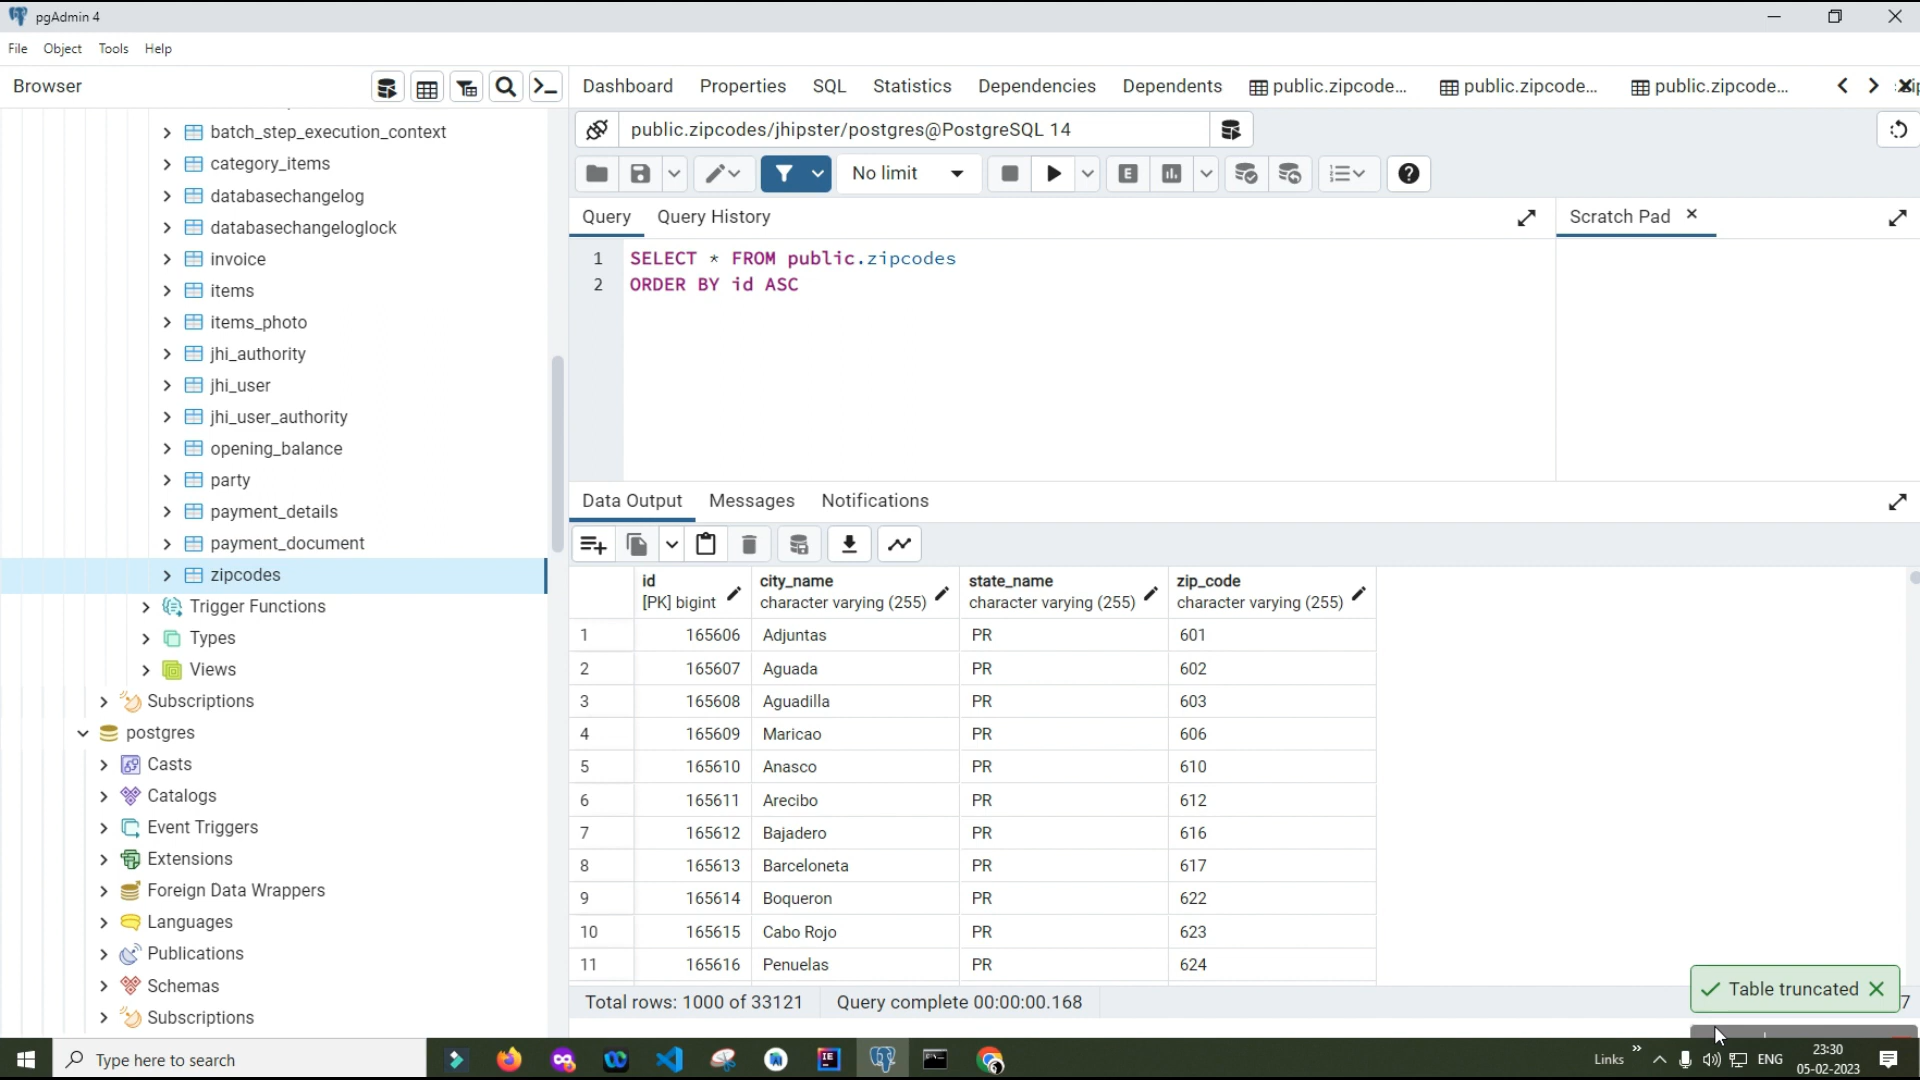 pgAdmin 4
File Object Tools Help
Browser
Dashboard Properties SQL Statistics Dependencies Dependents public.zipcode... public.zipcode... public.zipcode...
public.zipcodes/jhipster/postgres@PostgreSQL 14
No limit
E
Query Query History
Scratch Pad
1 SELECT * FROM public.zipcodes
2 ORDER BY id ASC
batch_step_execution_context
category_items
databasechangelog
databasechangeloglock
invoice
items
items_photo
jhi_authority
jhi_user
jhi_user_authority
opening_balance
party
payment_details
payment_document
zipcodes
Trigger Functions
Types
Views
Subscriptions
postgres
Casts
Catalogs
Event Triggers
Extensions
Foreign Data Wrappers
Languages
Publications
Schemas
Subscriptions
Data Output Messages Notifications
id city_name state_name zip_code
[PK] bigint character varying (255) character varying (255) character varying (255)
1 165606 Adjuntas PR 601
2 165607 Aguada PR 602
3 165608 Aguadilla PR 603
4 165609 Maricao PR 606
5 165610 Anasco PR 610
6 165611 Arecibo PR 612
7 165612 Bajadero PR 616
8 165613 Barceloneta PR 617
9 165614 Boqueron PR 622
10 165615 Cabo Rojo PR 623
11 165616 Penuelas PR 624
Table truncated
Total rows: 1000 of 33121 Query complete 00:00:00.168 7
Type here to search
Links
ENG
23:30
05-02-2023